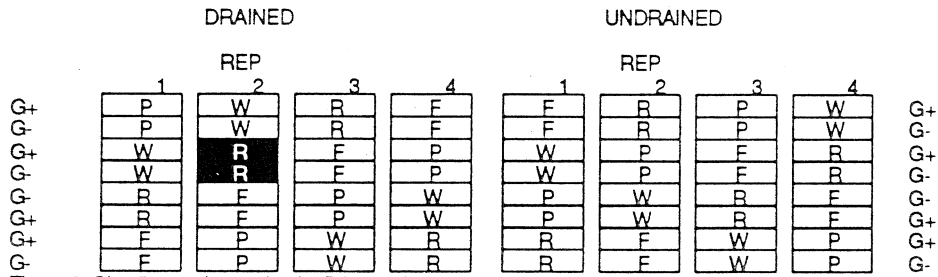 DRAINED UNDRAINED
REP REP
1 2 3 4 1 2 3 4
G+ P W R F F R P W G+
G- P W R F F R P W G-
G+ W R F P W P F R G+
G- W R F P W P F R G-
G- R F P W P W R F G-
G+ R F P W P W R F G+
G+ F P W R R F W P G+
G- F P W R R F W P G-